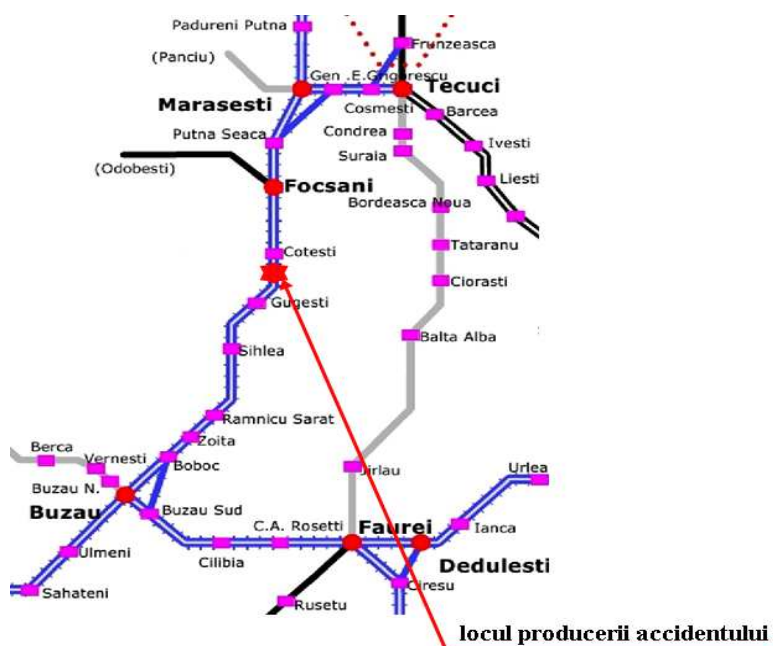 Padureni Putna
Frunzeasca
(Panciu)
Gen .E.Grigorescu
Tecuci
Marasesti
Cosmesti
Barcea
Putna Seaca
Condrea
Ivesti
Suraia
(Odobesti)
Focsani
Liesti
Bordeasca Noua
Cotesti
Tataranu
Ciorasti
Gugesti
Balta Alba
Sihlea
Ramnicu Sarat
Zoita
Berca
Vernesti
Boboc
Jirlau
Urlea
Buzau N.
Buzau
Buzau Sud
C.A. Rosetti
Faurei
Ianca
Ulmeni
Cilibia
Dedulesti
Ciresu
Sahateni
Rusetu
locul producerii accidentului